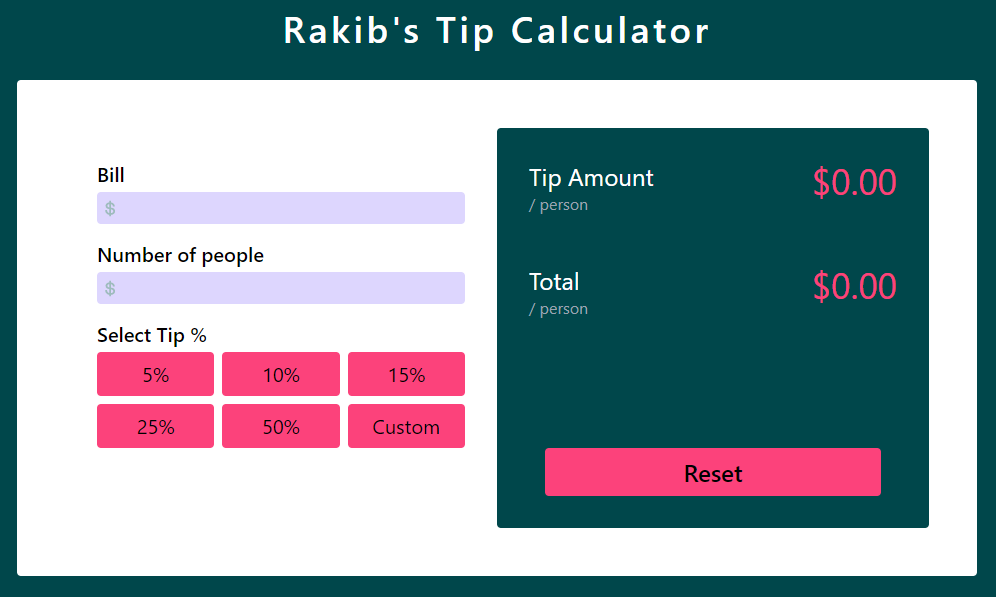 Rakib's Tip Calculator
Bill
$
Number of people
$
Select Tip %
5% 10% 15%
25% 50% Custom
Tip Amount $0.00
/ person
Total $0.00
/ person
Reset